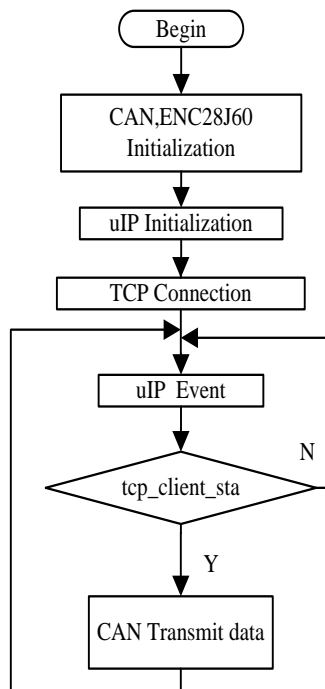 Begin
CAN,ENC28J60
Initialization
uIP Initialization
TCP Connection
uIP Event
tcp_client_sta
N
Y
CAN Transmit data